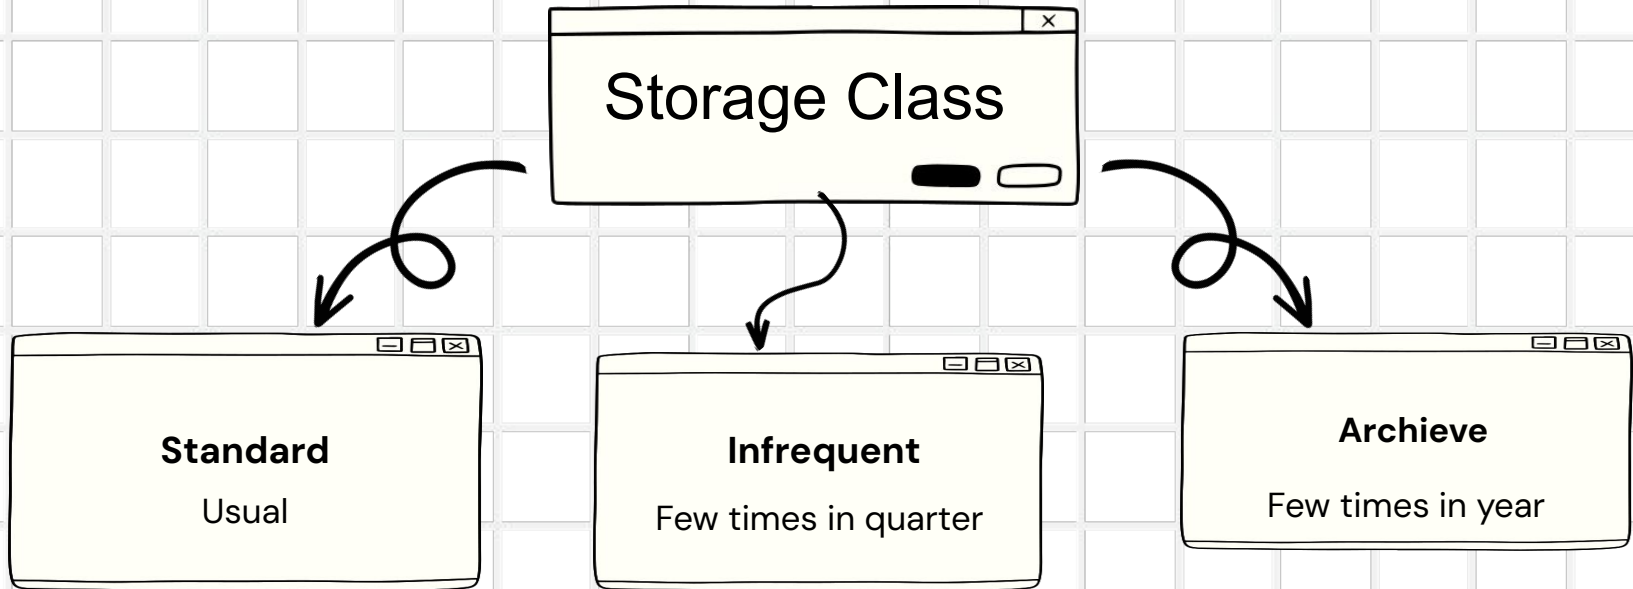 Storage Class
Standard
Usual
Infrequent
Few times in quarter
Archieve
Few times in year